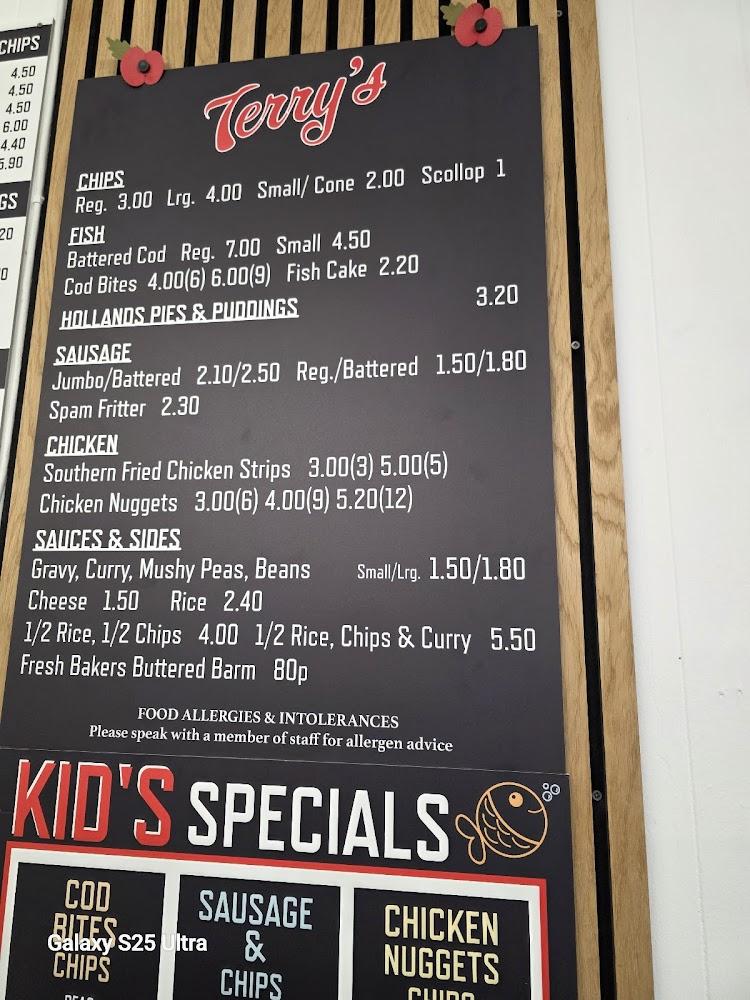 CHIPS
4.50
4.50
4.50
6.00
4.40
5.90
GS
20
Terry's
CHIPS
Reg. 3.00 Lrg. 4.00 Small/ Cone 2.00 Scollop 1
FISH
Battered Cod Reg. 7.00 Small 4.50
Cod Bites 4.00(6) 6.00(9) Fish Cake 2.20
HOLLANDS PIES & PUDDINGS 3.20
SAUSAGE
Jumbo/Battered 2.10/2.50 Reg./Battered 1.50/1.80
Spam Fritter 2.30
CHICKEN
Southern Fried Chicken Strips 3.00(3) 5.00(5)
Chicken Nuggets 3.00(6) 4.00(9) 5.20(12)
SAUCES & SIDES
Gravy, Curry, Mushy Peas, Beans Small/Lrg. 1.50/1.80
Cheese 1.50 Rice 2.40
1/2 Rice, 1/2 Chips 4.00 1/2 Rice, Chips & Curry 5.50
Fresh Bakers Buttered Barm 80p
FOOD ALLERGIES & INTOLERANCES
Please speak with a member of staff for allergen advice
KID'S SPECIALS
COD
BITES
CHIPS
SAUSAGE
&
CHIPS
CHICKEN
NUGGETS
CHIPS
Galaxy S25 Ultra